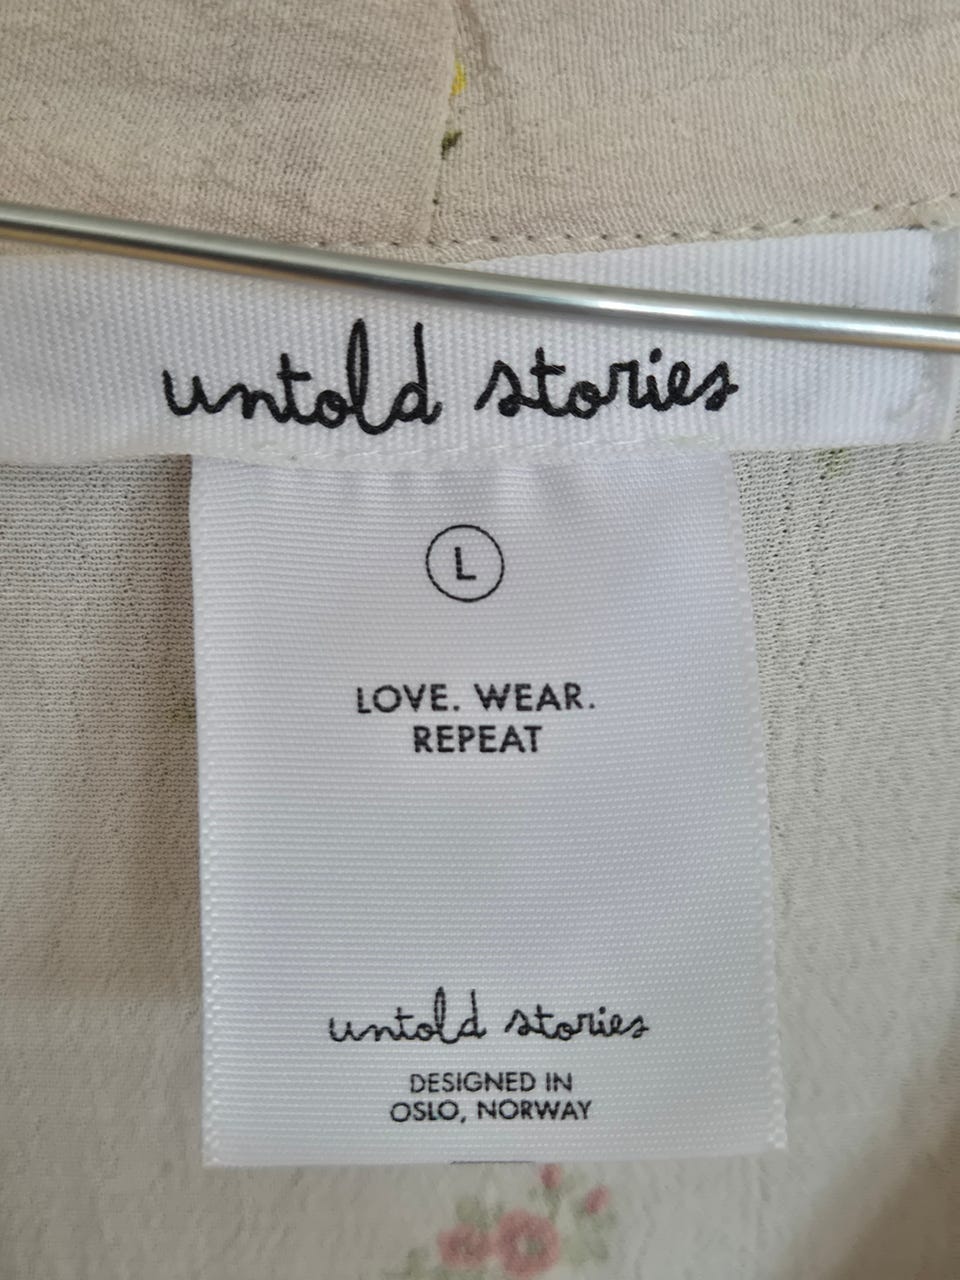 untold stories
L
LOVE. WEAR.
REPEAT
untold stories
DESIGNED IN
OSLO, NORWAY